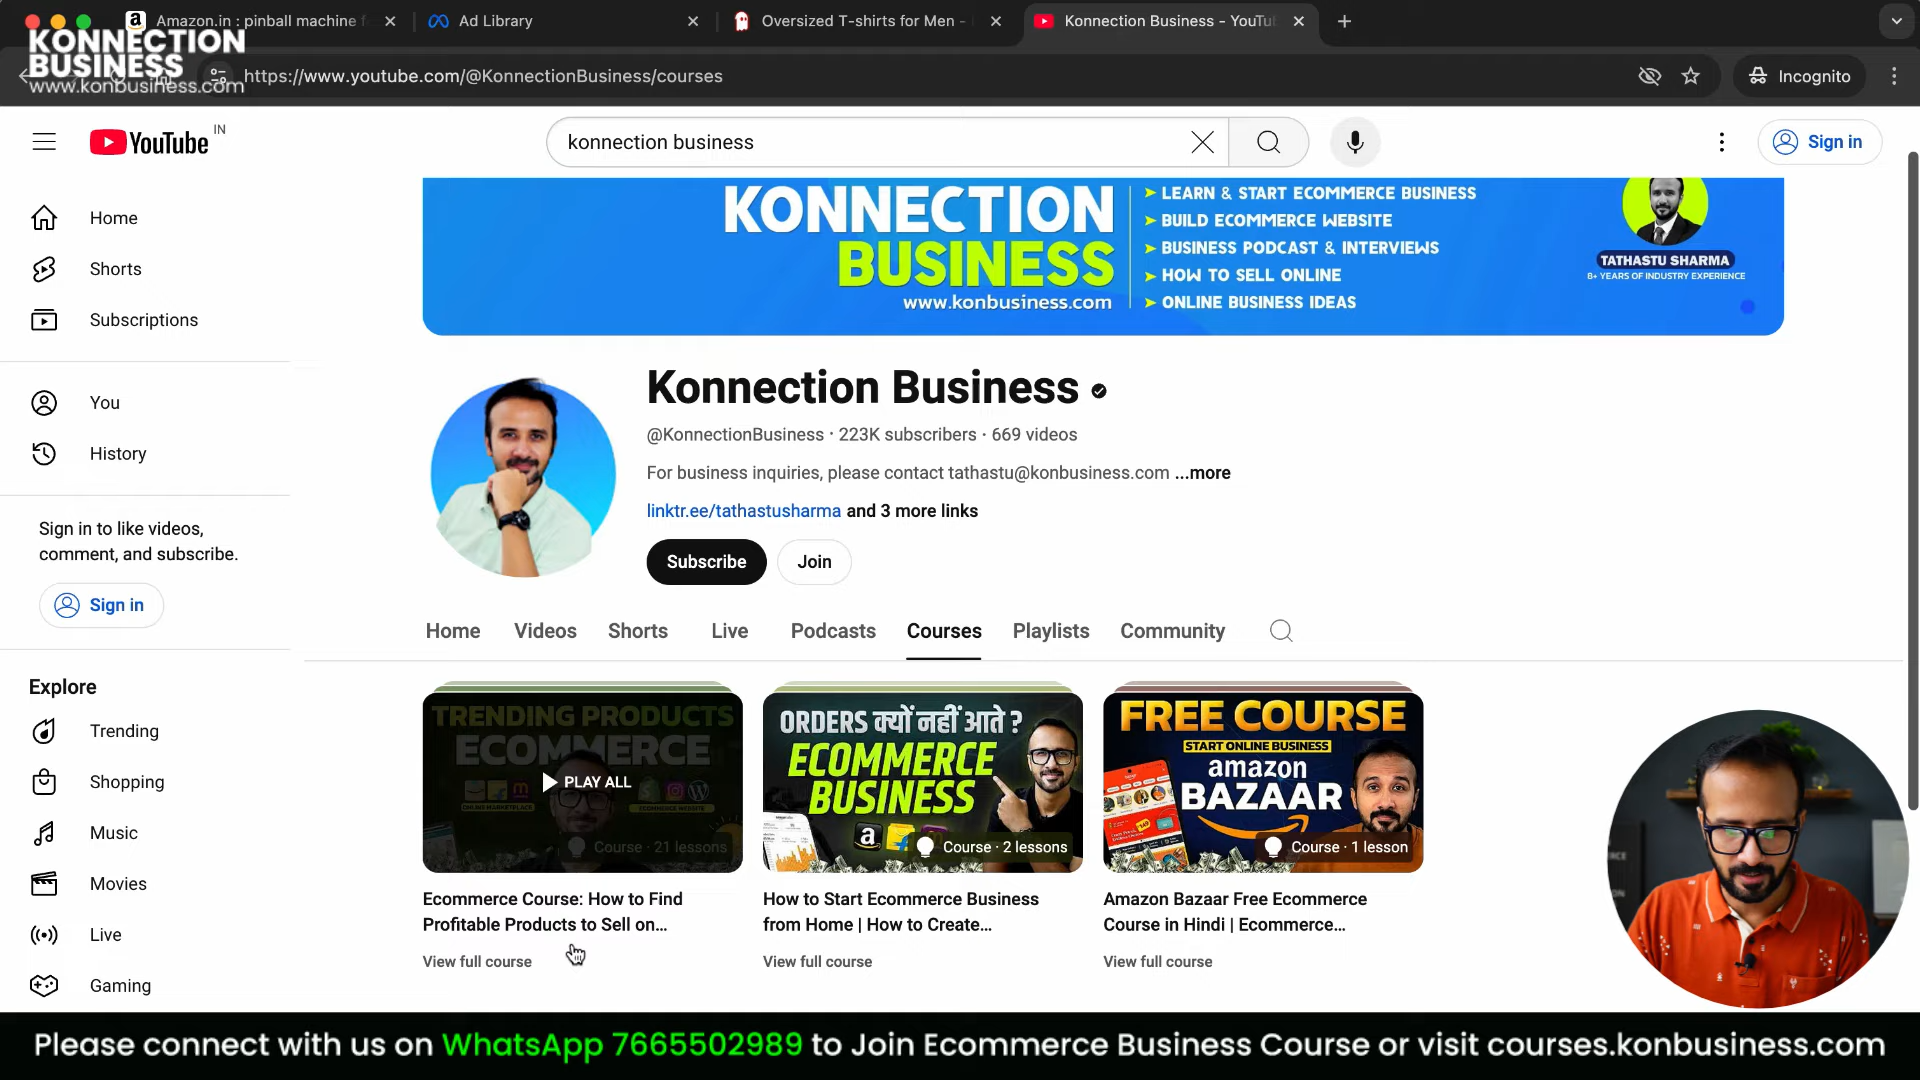 Amazon.in : pinball machine f
Ad Library
Oversized T-shirts for Men -
Konnection Business - YouTu
KONNECTION
BUSINESS
www.konbusiness.com
https://www.youtube.com/@KonnectionBusiness/courses
Incognito
YouTube IN
konnection business
Sign in
Home
Shorts
Subscriptions
You
History
Sign in to like videos,
comment, and subscribe.
Sign in
Explore
Trending
Shopping
Music
Movies
Live
Gaming
KONNECTION
BUSINESS
www.konbusiness.com
LEARN & START ECOMMERCE BUSINESS
BUILD ECOMMERCE WEBSITE
BUSINESS PODCAST & INTERVIEWS
HOW TO SELL ONLINE
ONLINE BUSINESS IDEAS
TATHASTU SHARMA
8+ YEARS OF INDUSTRY EXPERIENCE
Konnection Business
@KonnectionBusiness · 223K subscribers · 669 videos
For business inquiries, please contact tathastu@konbusiness.com ...more
linktr.ee/tathastusharma and 3 more links
Subscribe Join
Home Videos Shorts Live Podcasts Courses Playlists Community
TRENDING PRODUCTS
ECOMMERCE
PLAY ALL
ONLINE MARKETPLACE
ECOMMERCE WEBSITE
Course · 21 lessons
Ecommerce Course: How to Find
Profitable Products to Sell on...
View full course
ORDERS क्यों नहीं आते ?
ECOMMERCE
BUSINESS
Course · 2 lessons
How to Start Ecommerce Business
from Home | How to Create...
View full course
FREE COURSE
START ONLINE BUSINESS
amazon
BAZAAR
Course · 1 lesson
Amazon Bazaar Free Ecommerce
Course in Hindi | Ecommerce...
View full course
Please connect with us on WhatsApp 7665502989 to Join Ecommerce Business Course or visit courses.konbusiness.com